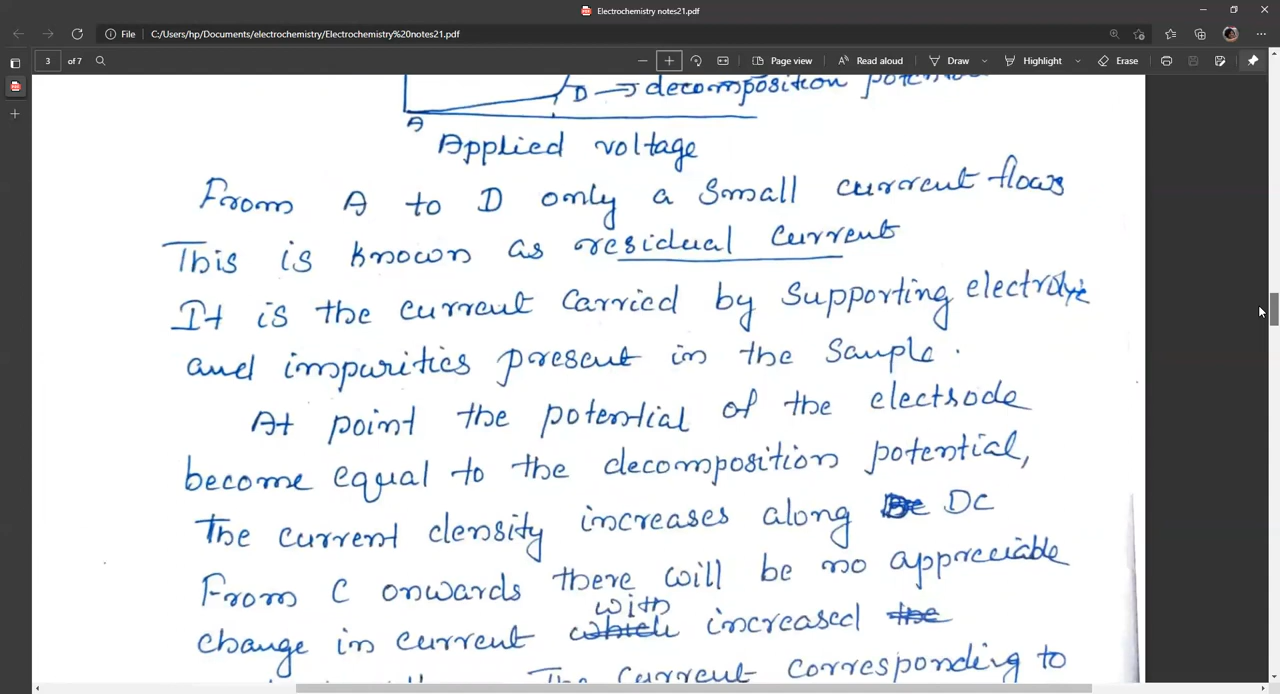 Electrochemistry notes21.pdf
File C:/Users/hp/Documents/electrochemistry/Electrochemistry%20notes21.pdf
3 of 7 Page view Read aloud Draw Highlight Erase
D → decomposition
A
Applied voltage
From A to D only a small current flows
This is known as residual current
It is the current carried by supporting electrolyte
and impurities present in the sample.
At point the potential of the electrode
become equal to the decomposition potential,
The current density increases along DC
From C onwards there will be no appreciable
with
change in current which increased the
The current corresponding to